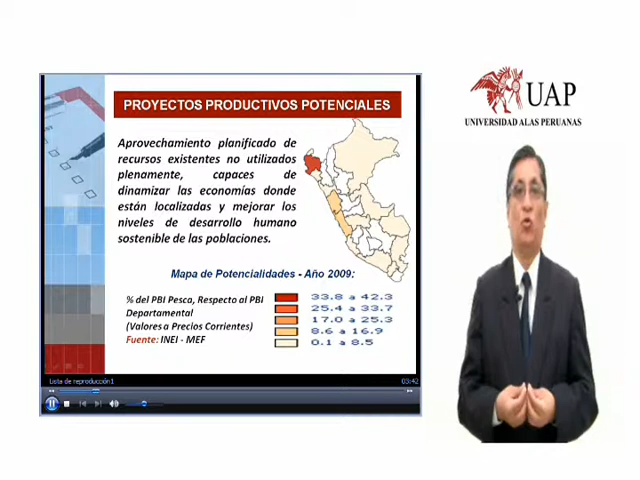 PROYECTOS PRODUCTIVOS POTENCIALES
Aprovechamiento planificado de
recursos existentes no utilizados
plenamente, capaces de
dinamizar las economías donde
están localizadas y mejorar los
niveles de desarrollo humano
sostenible de las poblaciones.
Mapa de Potencialidades - Año 2009:
% del PBI Pesca, Respecto al PBI
Departamental
(Valores a Precios Corrientes)
Fuente: INEI - MEF
33.8 a 42.3
25.4 a 33.7
17.0 a 25.3
8.6 a 16.9
0.1 a 8.5
Lista de reproducción1
03:42
UAP
UNIVERSIDAD ALAS PERUANAS